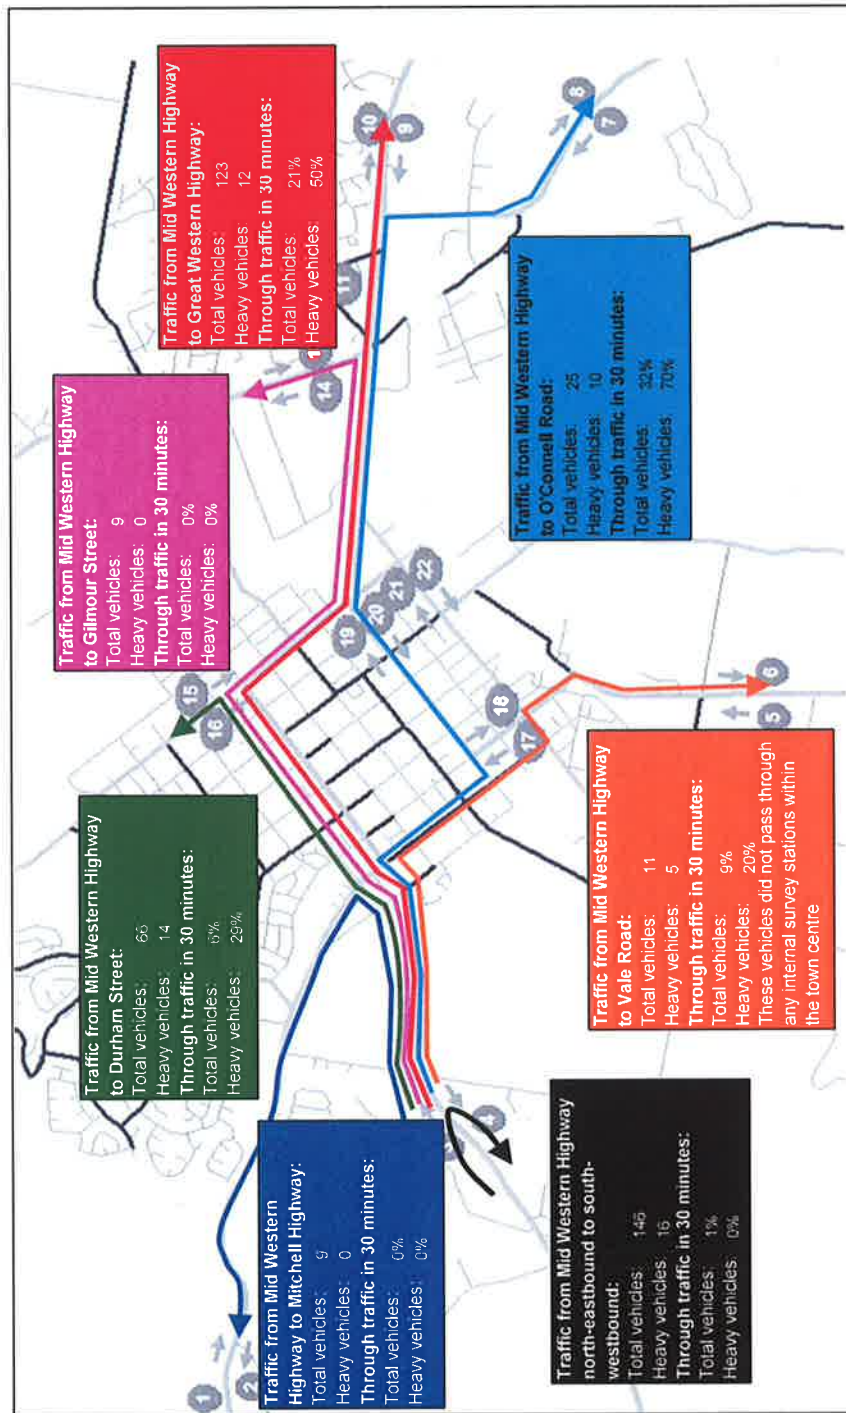 Traffic from Mid Western
Highway to Mitchell Highway:
Total vehicles: 9
Heavy vehicles: 0
Through traffic in 30 minutes:
Total vehicles: 0%
Heavy vehicles: 0%
Traffic from Mid Western Highway
to Durham Street:
Total vehicles: 66
Heavy vehicles: 14
Through traffic in 30 minutes:
Total vehicles: 6%
Heavy vehicles: 29%
Traffic from Mid Western Highway
to Gilmour Street:
Total vehicles: 9
Heavy vehicles: 0
Through traffic in 30 minutes:
Total vehicles: 0%
Heavy vehicles: 0%
Traffic from Mid Western Highway
to Great Western Highway:
Total vehicles: 123
Heavy vehicles: 12
Through traffic in 30 minutes:
Total vehicles: 21%
Heavy vehicles: 50%
Traffic from Mid Western Highway
north-eastbound to south-
westbound:
Total vehicles: 146
Heavy vehicles: 16
Through traffic in 30 minutes:
Total vehicles: 1%
Heavy vehicles: 0%
Traffic from Mid Western Highway
to Vale Road:
Total vehicles: 11
Heavy vehicles: 5
Through traffic in 30 minutes:
Total vehicles: 9%
Heavy vehicles: 20%
These vehicles did not pass through
any internal survey stations within
the town centre
Traffic from Mid Western Highway
to O'Connell Road:
Total vehicles: 25
Heavy vehicles: 10
Through traffic in 30 minutes:
Total vehicles: 32%
Heavy vehicles: 70%
1
2
15
16
14
11
10
9
8
7
19
20
21
22
18
17
5
6